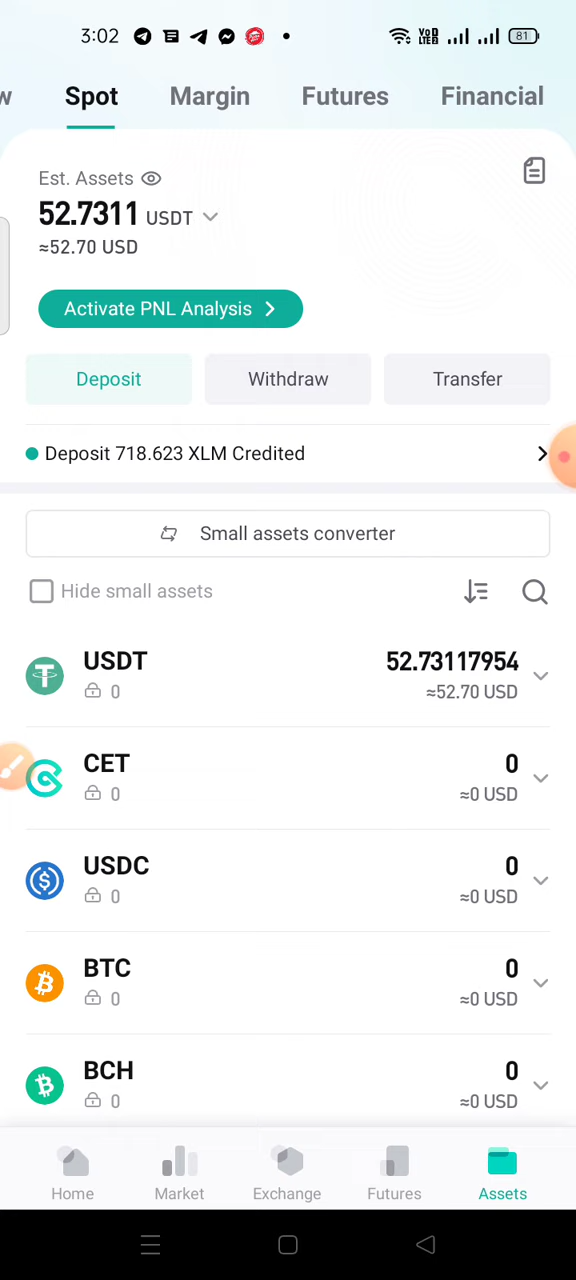 3:02 VoD LTED 81
w Spot Margin Futures Financial
Est. Assets
52.7311 USDT
≈52.70 USD
Activate PNL Analysis
Deposit Withdraw Transfer
Deposit 718.623 XLM Credited
Small assets converter
Hide small assets
USDT 52.73117954
0 ≈52.70 USD
CET 0
0 ≈0 USD
USDC 0
0 ≈0 USD
BTC 0
0 ≈0 USD
BCH 0
0 ≈0 USD
Home Market Exchange Futures Assets